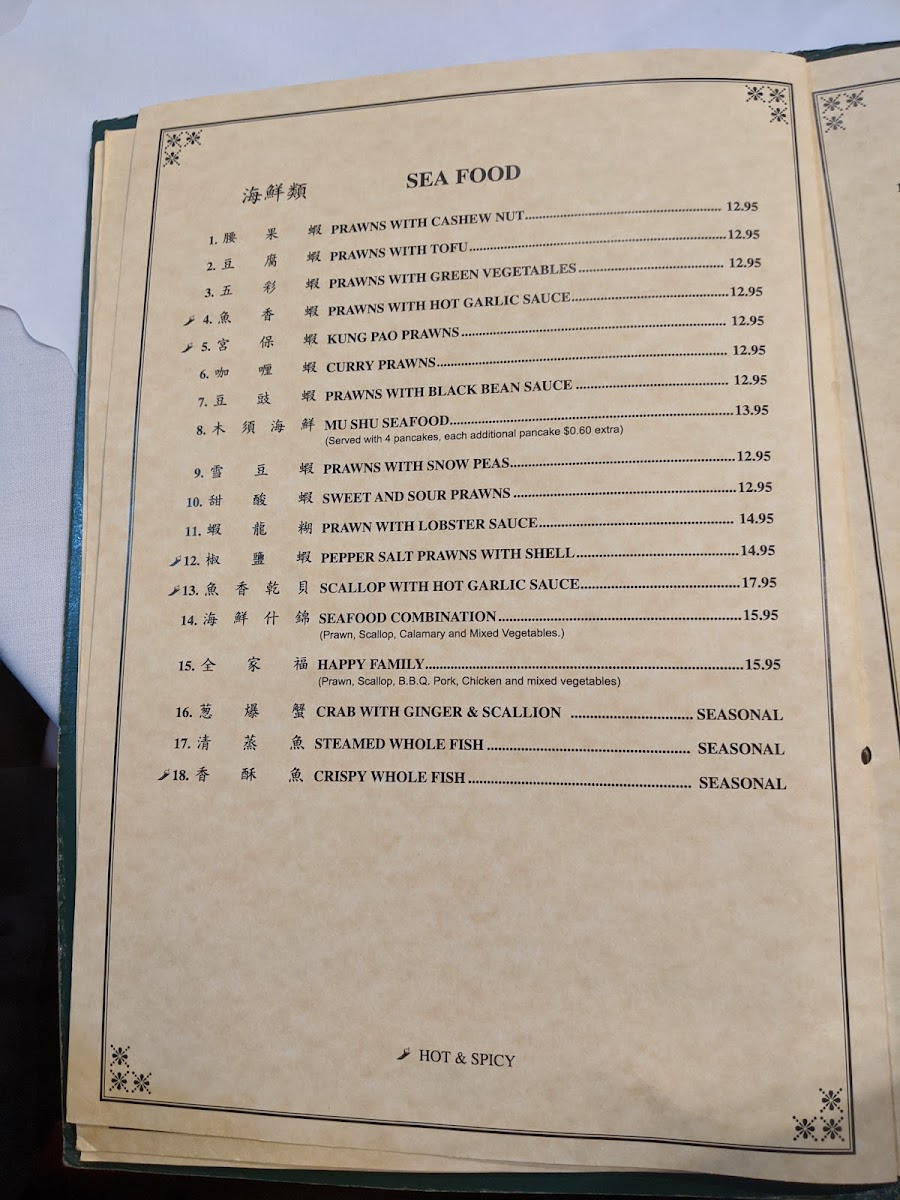 海鮮類 SEA FOOD
1. 腰果蝦 PRAWNS WITH CASHEW NUT 12.95
2. 豆腐蝦 PRAWNS WITH TOFU 12.95
3. 五彩蝦 PRAWNS WITH GREEN VEGETABLES 12.95
4. 魚香蝦 PRAWNS WITH HOT GARLIC SAUCE 12.95
5. 宮保蝦 KUNG PAO PRAWNS 12.95
6. 咖喱蝦 CURRY PRAWNS 12.95
7. 豆豉蝦 PRAWNS WITH BLACK BEAN SAUCE 12.95
8. 木須海鮮 MU SHU SEAFOOD 13.95
(Served with 4 pancakes, each additional pancake $0.60 extra)
9. 雪豆蝦 PRAWNS WITH SNOW PEAS 12.95
10. 甜酸蝦 SWEET AND SOUR PRAWNS 12.95
11. 蝦龍糊 PRAWN WITH LOBSTER SAUCE 14.95
12. 椒鹽蝦 PEPPER SALT PRAWNS WITH SHELL 14.95
13. 魚香乾貝 SCALLOP WITH HOT GARLIC SAUCE 17.95
14. 海鮮什錦 SEAFOOD COMBINATION 15.95
(Prawn, Scallop, Calamary and Mixed Vegetables.)
15. 全家福 HAPPY FAMILY 15.95
(Prawn, Scallop, B.B.Q. Pork, Chicken and mixed vegetables)
16. 葱爆蟹 CRAB WITH GINGER & SCALLION SEASONAL
17. 清蒸魚 STEAMED WHOLE FISH SEASONAL
18. 香酥魚 CRISPY WHOLE FISH SEASONAL
HOT & SPICY